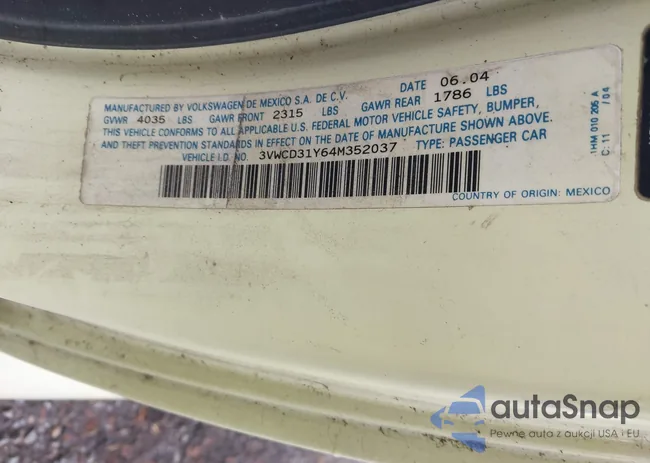 MANUFACTURED BY VOLKSWAGEN DE MEXICO S.A. DE C.V. DATE 06.04
GVWR 4035 LBS GAWR FRONT 2315 LBS GAWR REAR 1786 LBS
THIS VEHICLE CONFORMS TO ALL APPLICABLE U.S. FEDERAL MOTOR VEHICLE SAFETY, BUMPER,
AND THEFT PREVENTION STANDARDS IN EFFECT ON THE DATE OF MANUFACTURE SHOWN ABOVE.
VEHICLE I.D. NO. 3VWCD31Y64M352037 TYPE: PASSENGER CAR
COUNTRY OF ORIGIN: MEXICO
1HM 010 205 A
C:11 /04
autaSnap
Pewne auta z aukcji USA i EU